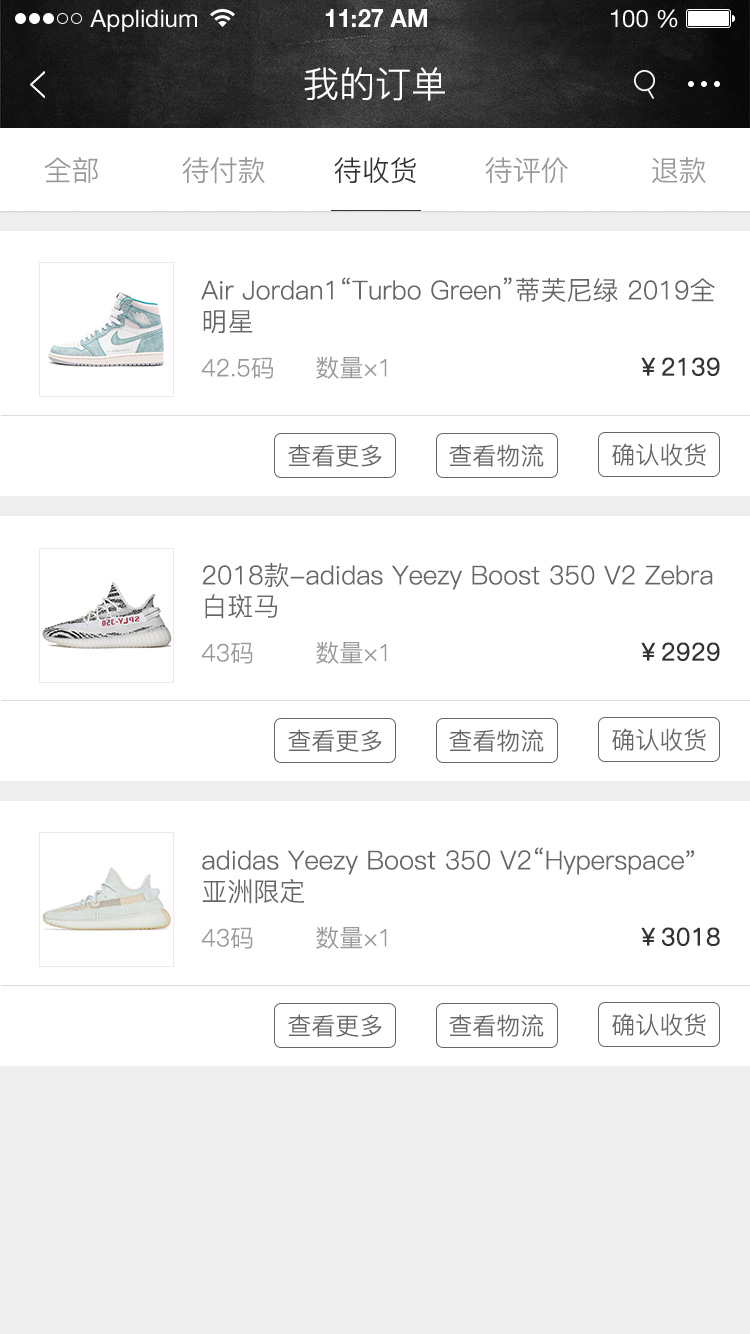 Applidium 11:27 AM 100 %
我的订单
全部 待付款 待收货 待评价 退款
Air Jordan1“Turbo Green”蒂芙尼绿 2019全
明星
42.5码 数量×1 ¥2139
查看更多 查看物流 确认收货
2018款-adidas Yeezy Boost 350 V2 Zebra
白斑马
SPLY-350
43码 数量×1 ¥2929
查看更多 查看物流 确认收货
adidas Yeezy Boost 350 V2“Hyperspace”
亚洲限定
43码 数量×1 ¥3018
查看更多 查看物流 确认收货